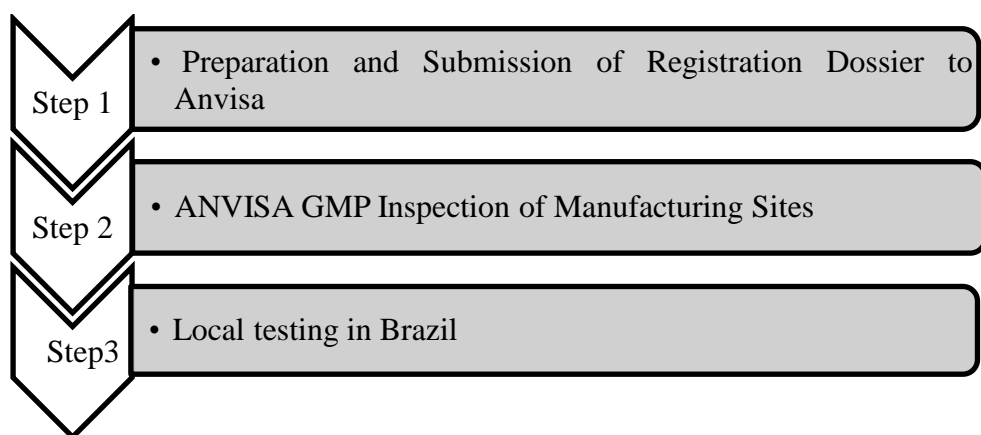 Step 1
• Preparation and Submission of Registration Dossier to
Anvisa
Step 2
• ANVISA GMP Inspection of Manufacturing Sites
Step3
• Local testing in Brazil